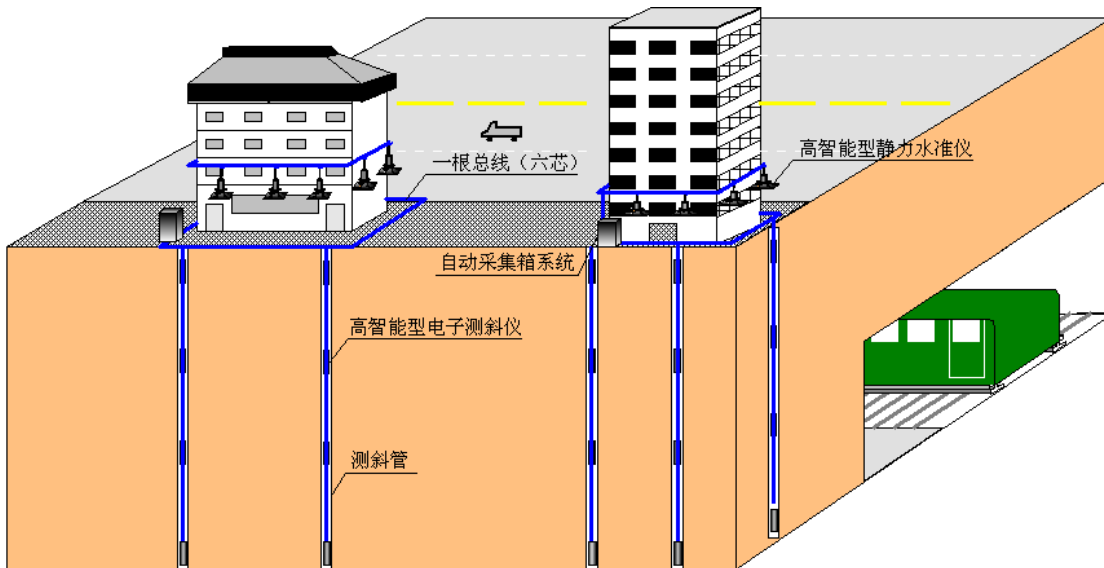 高智能型静力水准仪
一根总线（六芯）
自动采集箱系统
高智能型电子测斜仪
测斜管